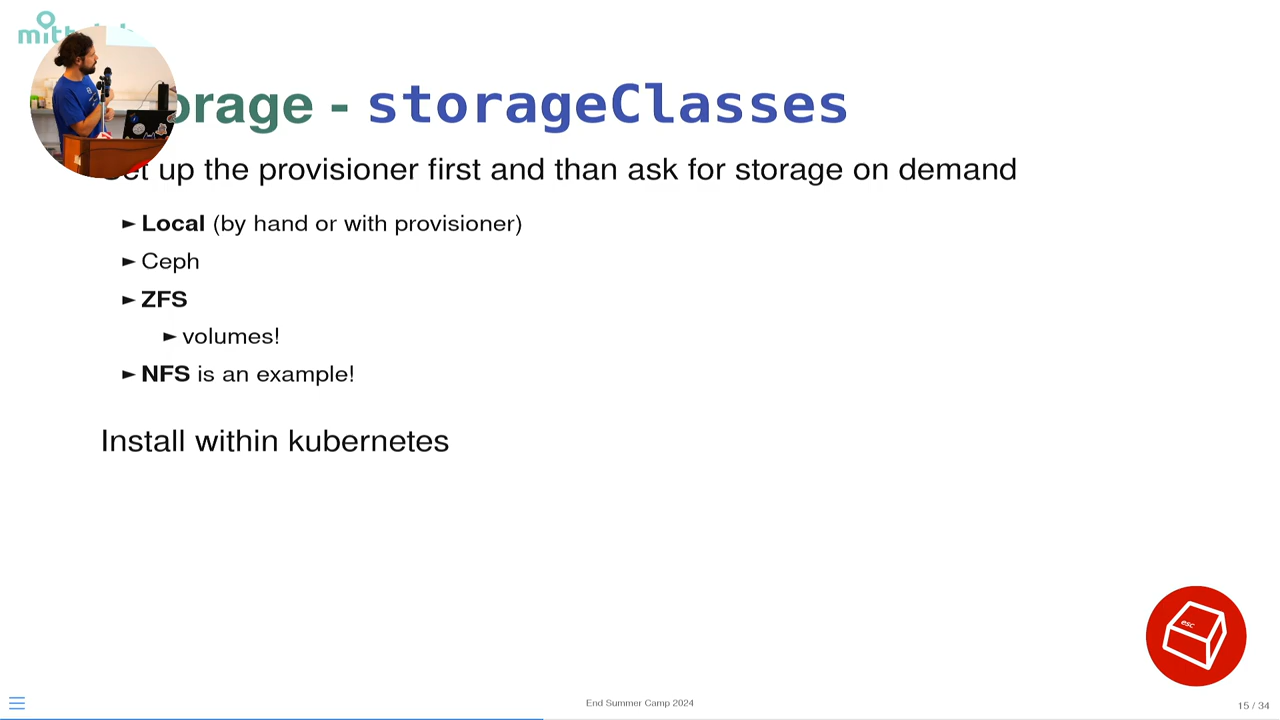 orage - storageClasses
up the provisioner first and than ask for storage on demand
► Local (by hand or with provisioner)
► Ceph
► ZFS
► volumes!
► NFS is an example!
Install within kubernetes
esc
End Summer Camp 2024
15 / 34